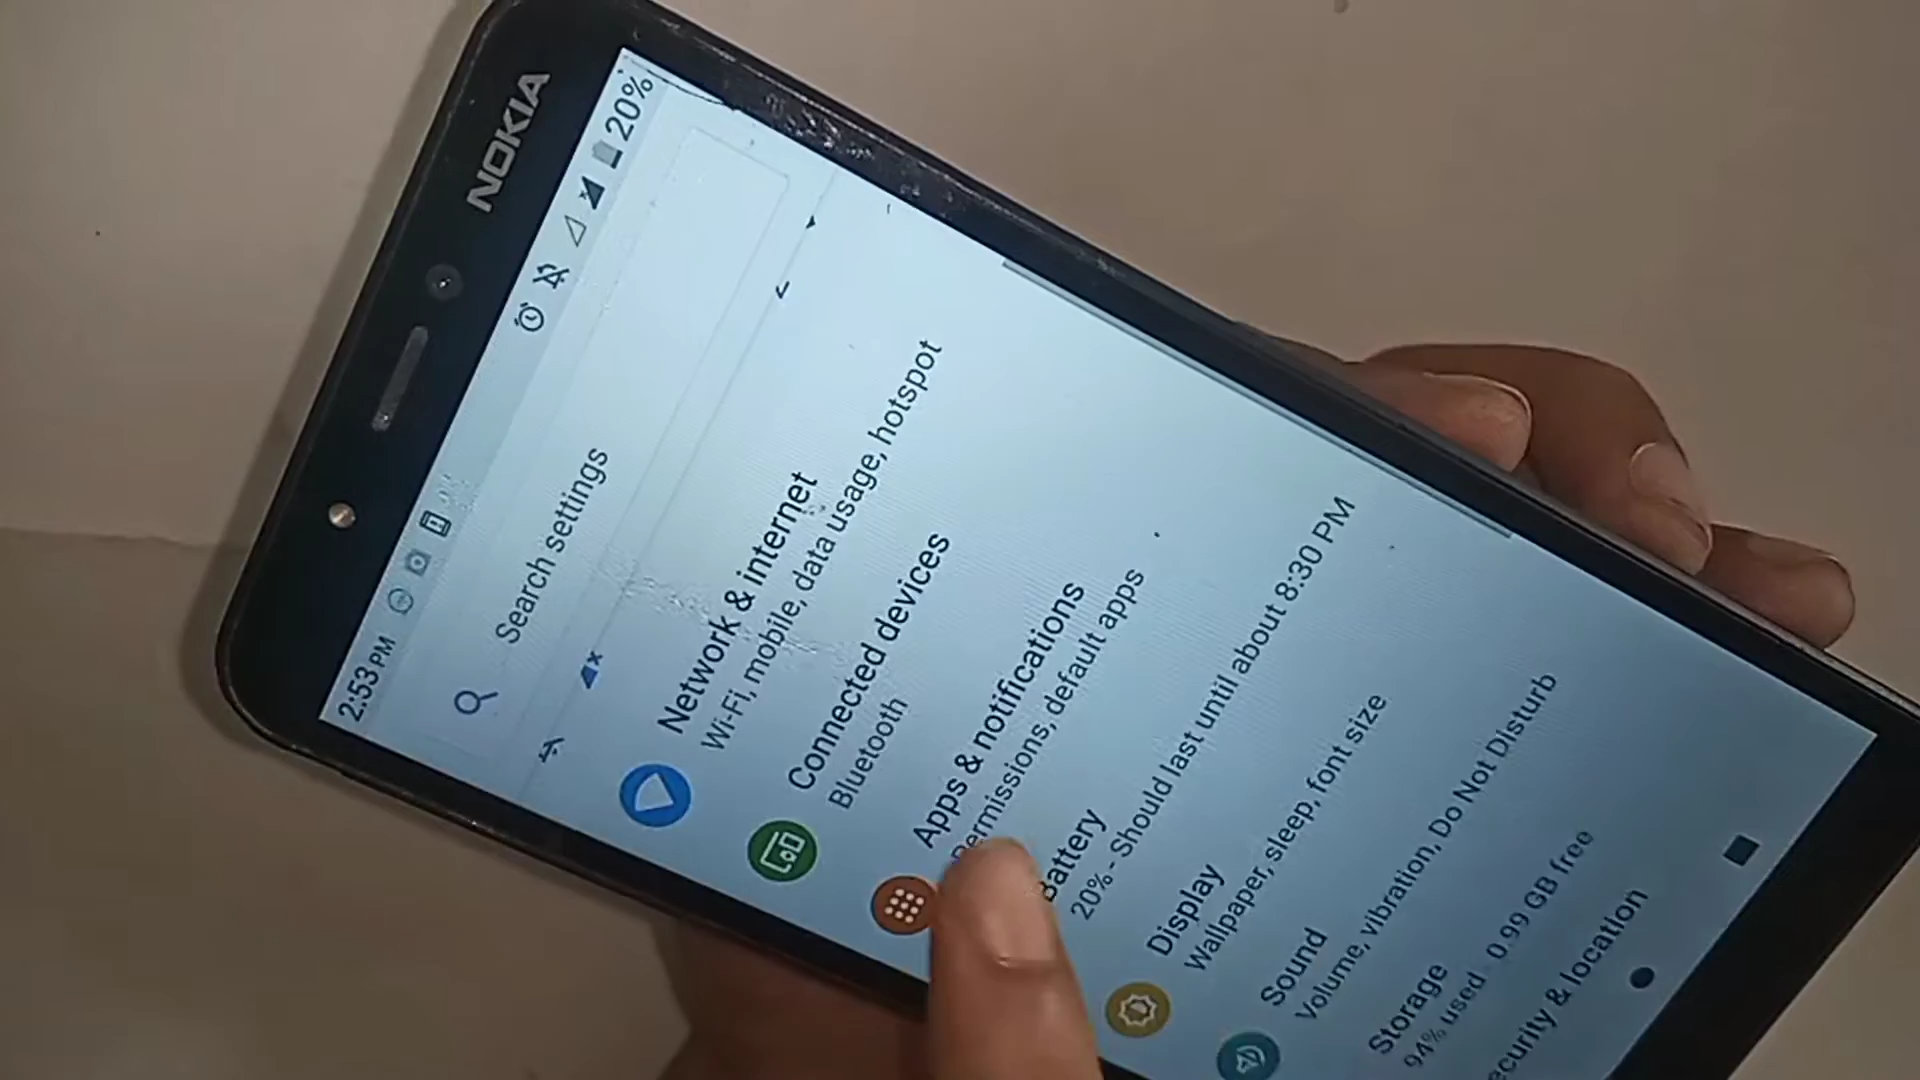 NOKIA
2:53 PM
20%
Search settings
Network & internet
Wi-Fi, mobile, data usage, hotspot
Connected devices
Bluetooth
Apps & notifications
Permissions, default apps
Battery
20% - Should last until about 8:30 PM
Display
Wallpaper, sleep, font size
Sound
Volume, vibration, Do Not Disturb
Storage
94% used - 0.99 GB free
ecurity & location